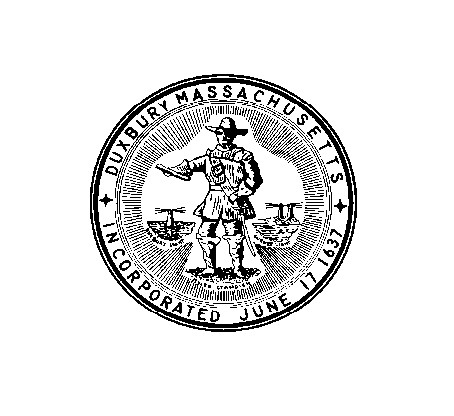 DUXBURY MASSACHUSETTS
INCORPORATED JUNE 17 1637